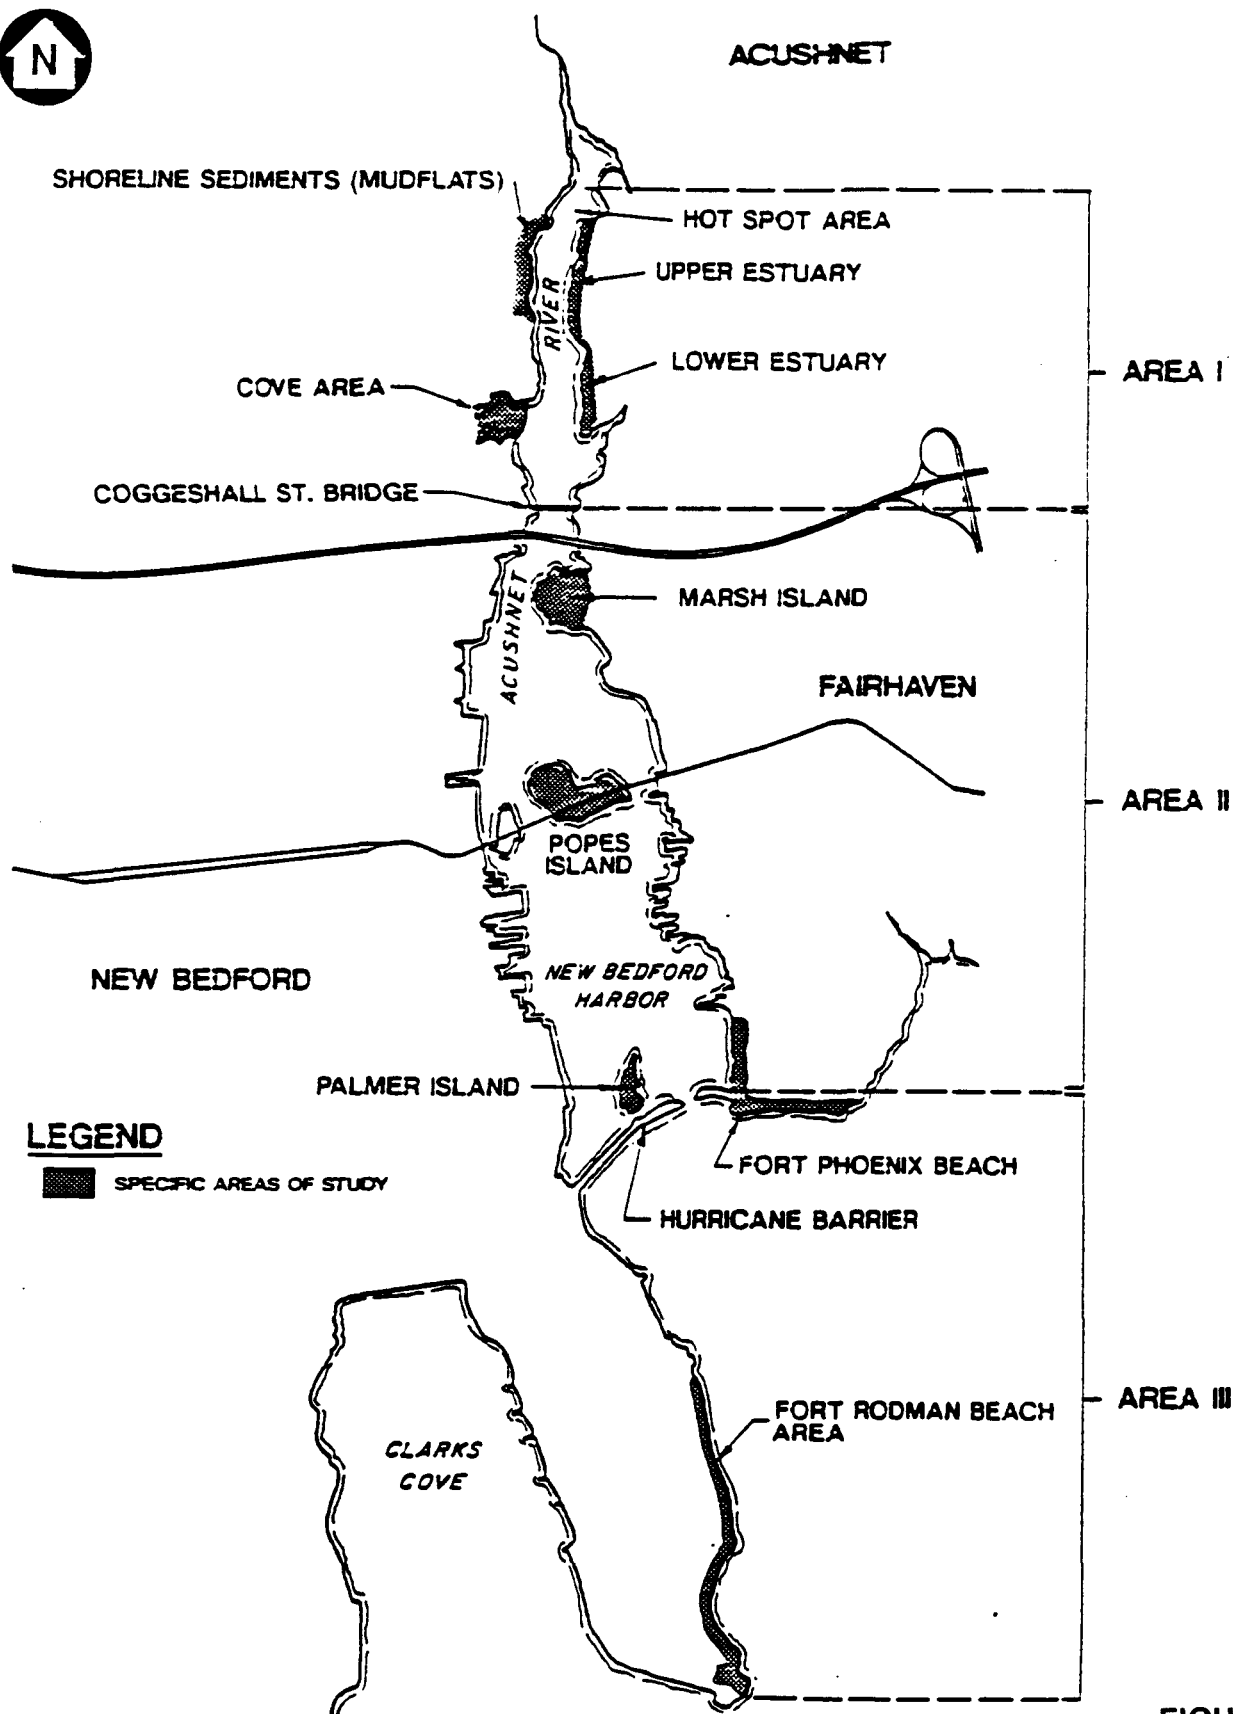 N
ACUSHNET
SHORELINE SEDIMENTS (MUDFLATS)
HOT SPOT AREA
UPPER ESTUARY
RIVER
LOWER ESTUARY
AREA I
COVE AREA
COGGESHALL ST. BRIDGE
MARSH ISLAND
ACUSHNET
FAIRHAVEN
AREA II
POPES
ISLAND
NEW BEDFORD
NEW BEDFORD
HARBOR
PALMER ISLAND
LEGEND
SPECIFIC AREAS OF STUDY
FORT PHOENIX BEACH
HURRICANE BARRIER
AREA III
FORT RODMAN BEACH
AREA
CLARKS
COVE